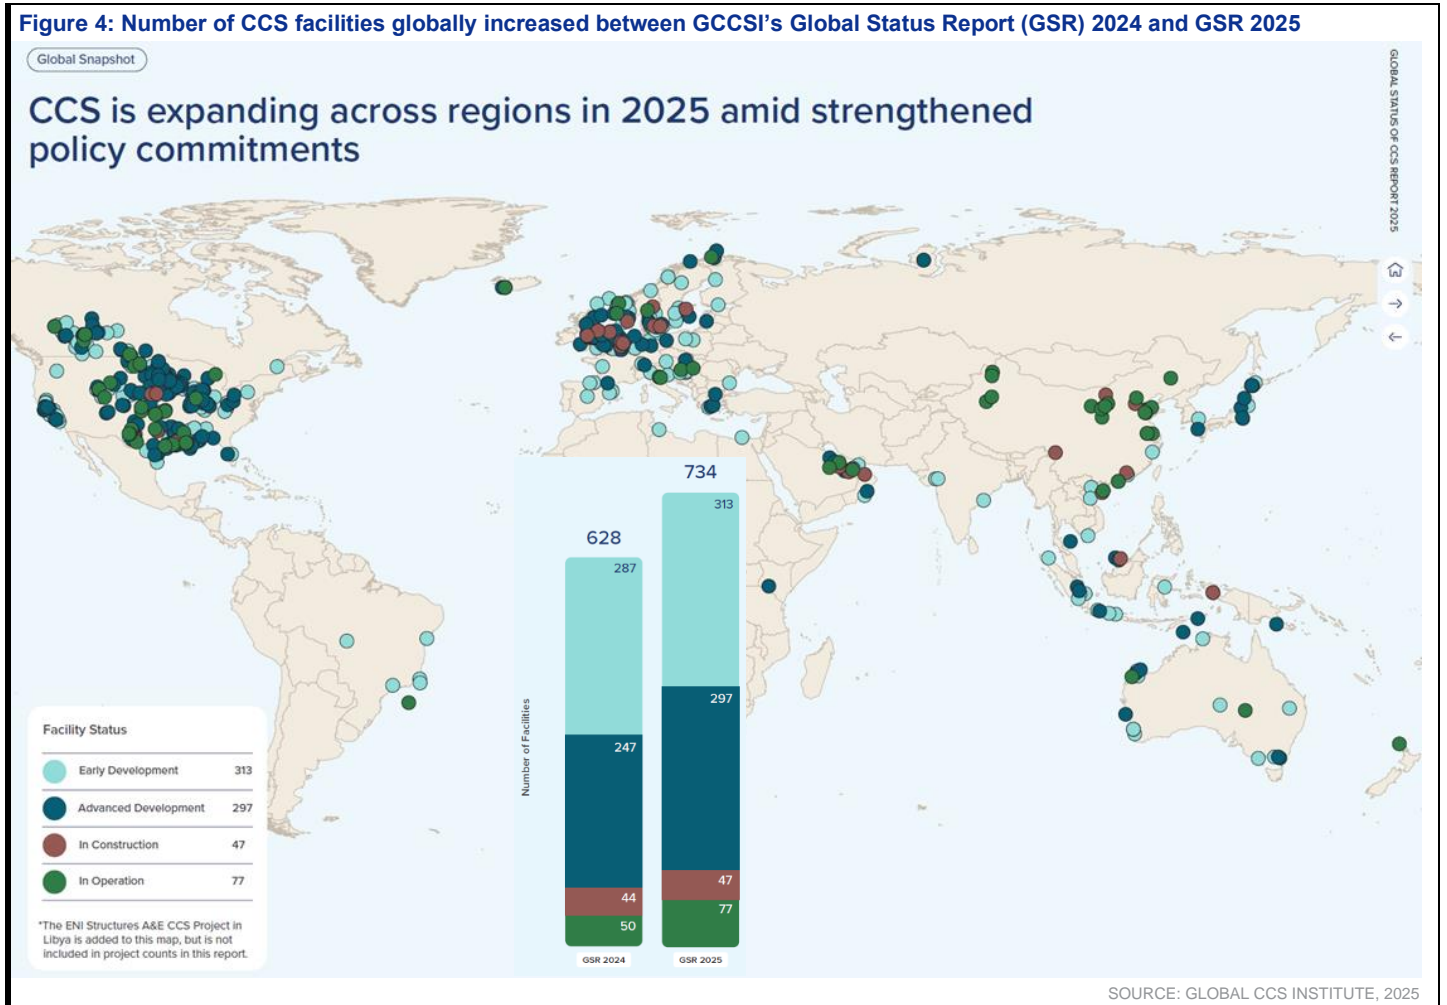 Figure 4: Number of CCS facilities globally increased between GCCSI's Global Status Report (GSR) 2024 and GSR 2025
Global Snapshot
CCS is expanding across regions in 2025 amid strengthened
policy commitments
GLOBAL STATUS OF CCS REPORT 2025
Facility Status
Early Development 313
Advanced Development 297
In Construction 47
In Operation 77
*The ENI Structures A&E CCS Project in
Libya is added to this map, but is not
included in project counts in this report.
Number of Facilities
628
287
247
44
50
GSR 2024
734
313
297
47
77
GSR 2025
SOURCE: GLOBAL CCS INSTITUTE, 2025